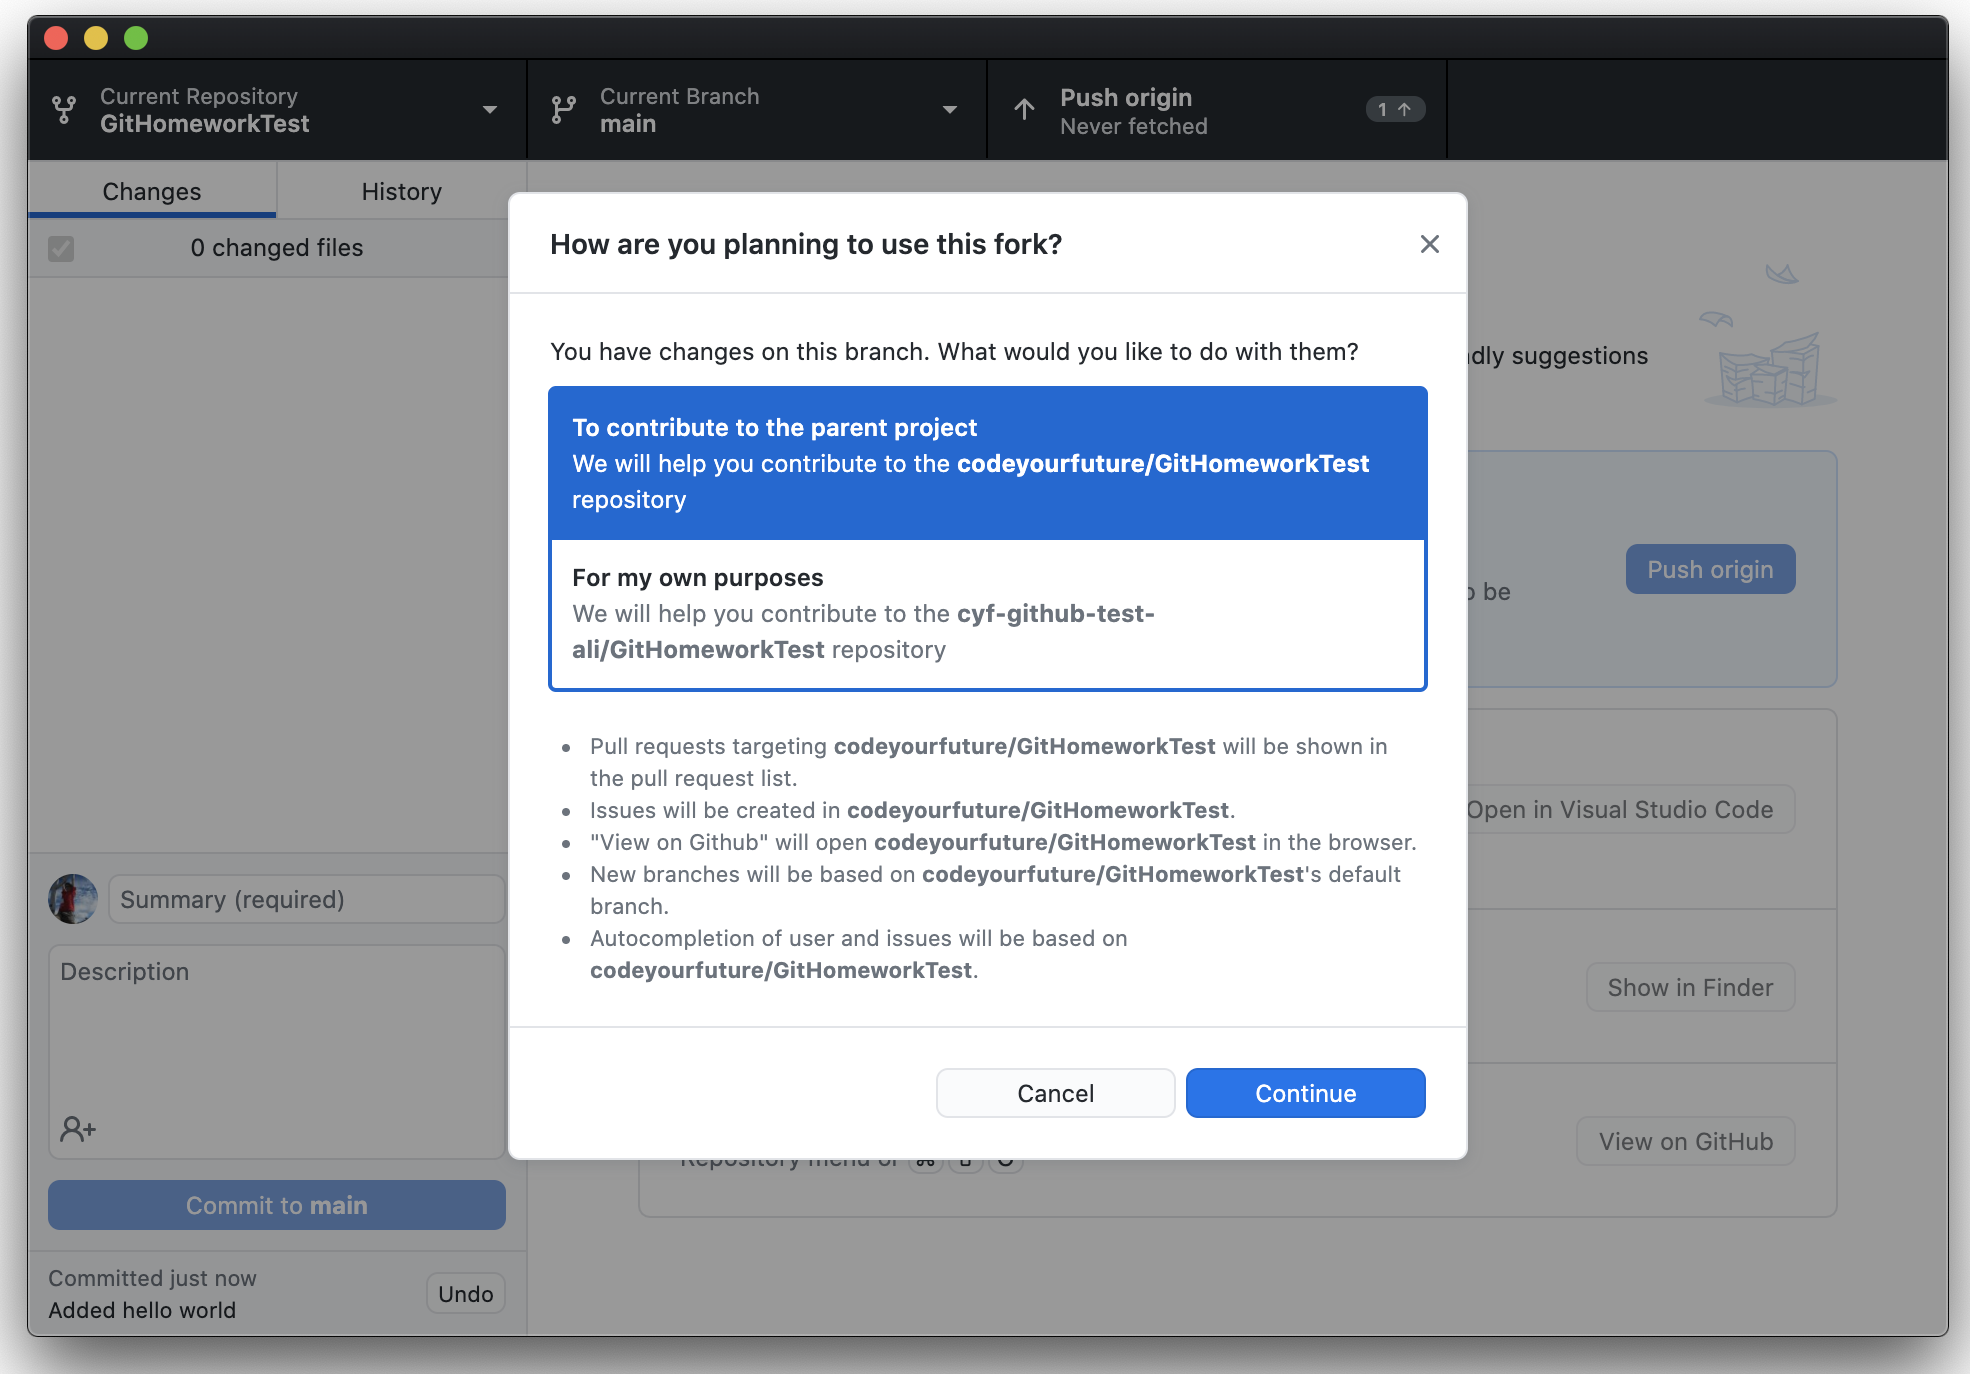 Current Repository
GitHomeworkTest
Current Branch
main
Push origin
Never fetched
1
Changes
History
0 changed files
How are you planning to use this fork?
You have changes on this branch. What would you like to do with them?
To contribute to the parent project
We will help you contribute to the codeyourfuture/GitHomeworkTest
repository
For my own purposes
We will help you contribute to the cyf-github-test-
ali/GitHomeworkTest repository
Pull requests targeting codeyourfuture/GitHomeworkTest will be shown in
the pull request list.
Issues will be created in codeyourfuture/GitHomeworkTest.
"View on Github" will open codeyourfuture/GitHomeworkTest in the browser.
New branches will be based on codeyourfuture/GitHomeworkTest's default
branch.
Autocompletion of user and issues will be based on
codeyourfuture/GitHomeworkTest.
Cancel
Continue
suggestions
Push origin
be
Open in Visual Studio Code
Show in Finder
View on GitHub
Repository menu or
Summary (required)
Description
Commit to main
Committed just now
Added hello world
Undo